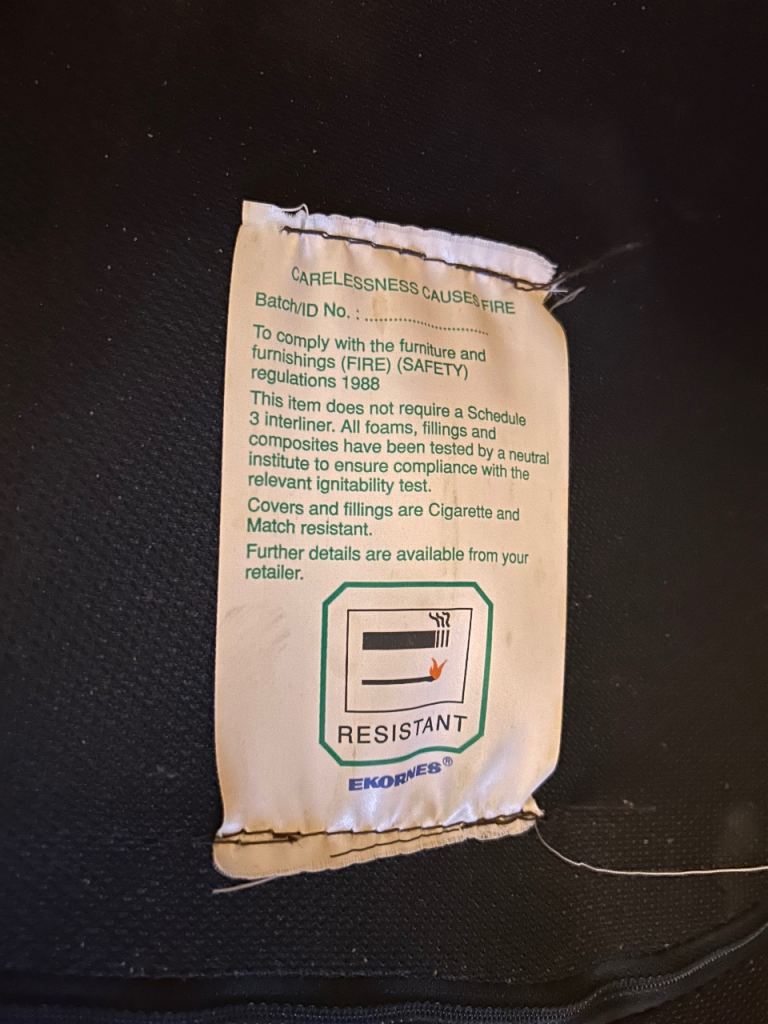 CARELESSNESS CAUSES FIRE
Batch/ID No. : ................................
To comply with the furniture and
furnishings (FIRE) (SAFETY)
regulations 1988
This item does not require a Schedule
3 interliner. All foams, fillings and
composites have been tested by a neutral
institute to ensure compliance with the
relevant ignitability test.
Covers and fillings are Cigarette and
Match resistant.
Further details are available from your
retailer.
RESISTANT
EKORNES®